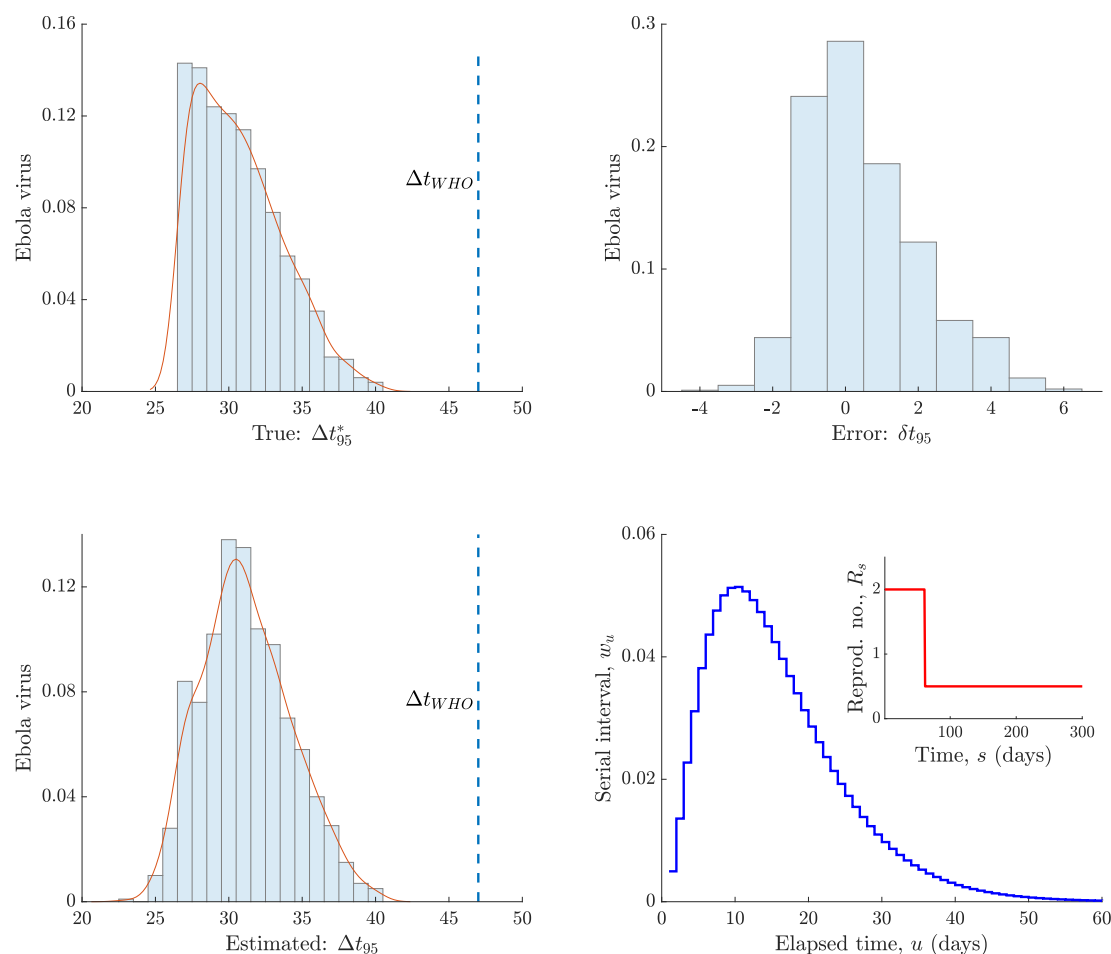 0.16
0.12
0.08
0.04
0
Ebola virus
Δt_WHO
20 25 30 35 40 45 50
True: Δt*_95
0.3
0.2
0.1
0
Ebola virus
-4 -2 0 2 4 6
Error: δt_95
0.12
0.08
0.04
0
Ebola virus
Δt_WHO
20 25 30 35 40 45 50
Estimated: Δt_95
0.06
0.04
0.02
0
Serial interval, w_u
0 10 20 30 40 50 60
Elapsed time, u (days)
2
1
0
Reprod. no., R_s
100 200 300
Time, s (days)